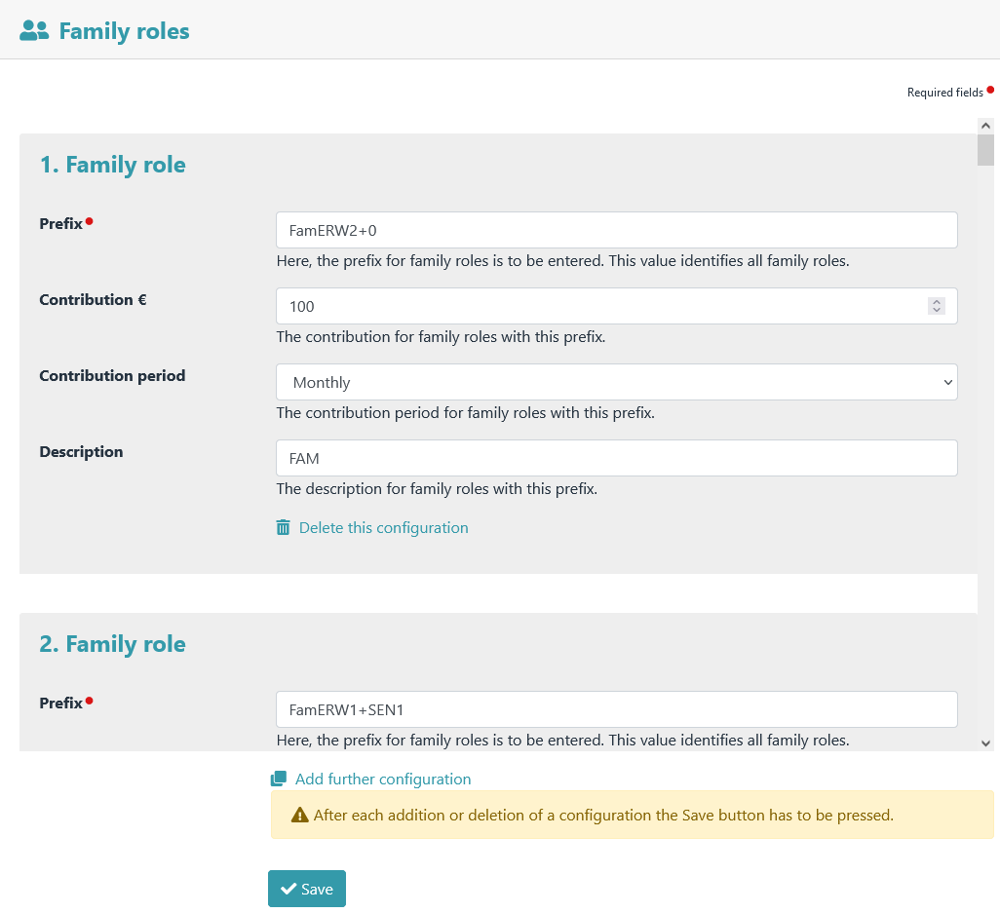 Family roles
Required fields
1. Family role
Prefix
FamERW2+0
Here, the prefix for family roles is to be entered. This value identifies all family roles.
Contribution €
100
The contribution for family roles with this prefix.
Contribution period
Monthly
The contribution period for family roles with this prefix.
Description
FAM
The description for family roles with this prefix.
Delete this configuration
2. Family role
Prefix
FamERW1+SEN1
Here, the prefix for family roles is to be entered. This value identifies all family roles.
Add further configuration
After each addition or deletion of a configuration the Save button has to be pressed.
Save